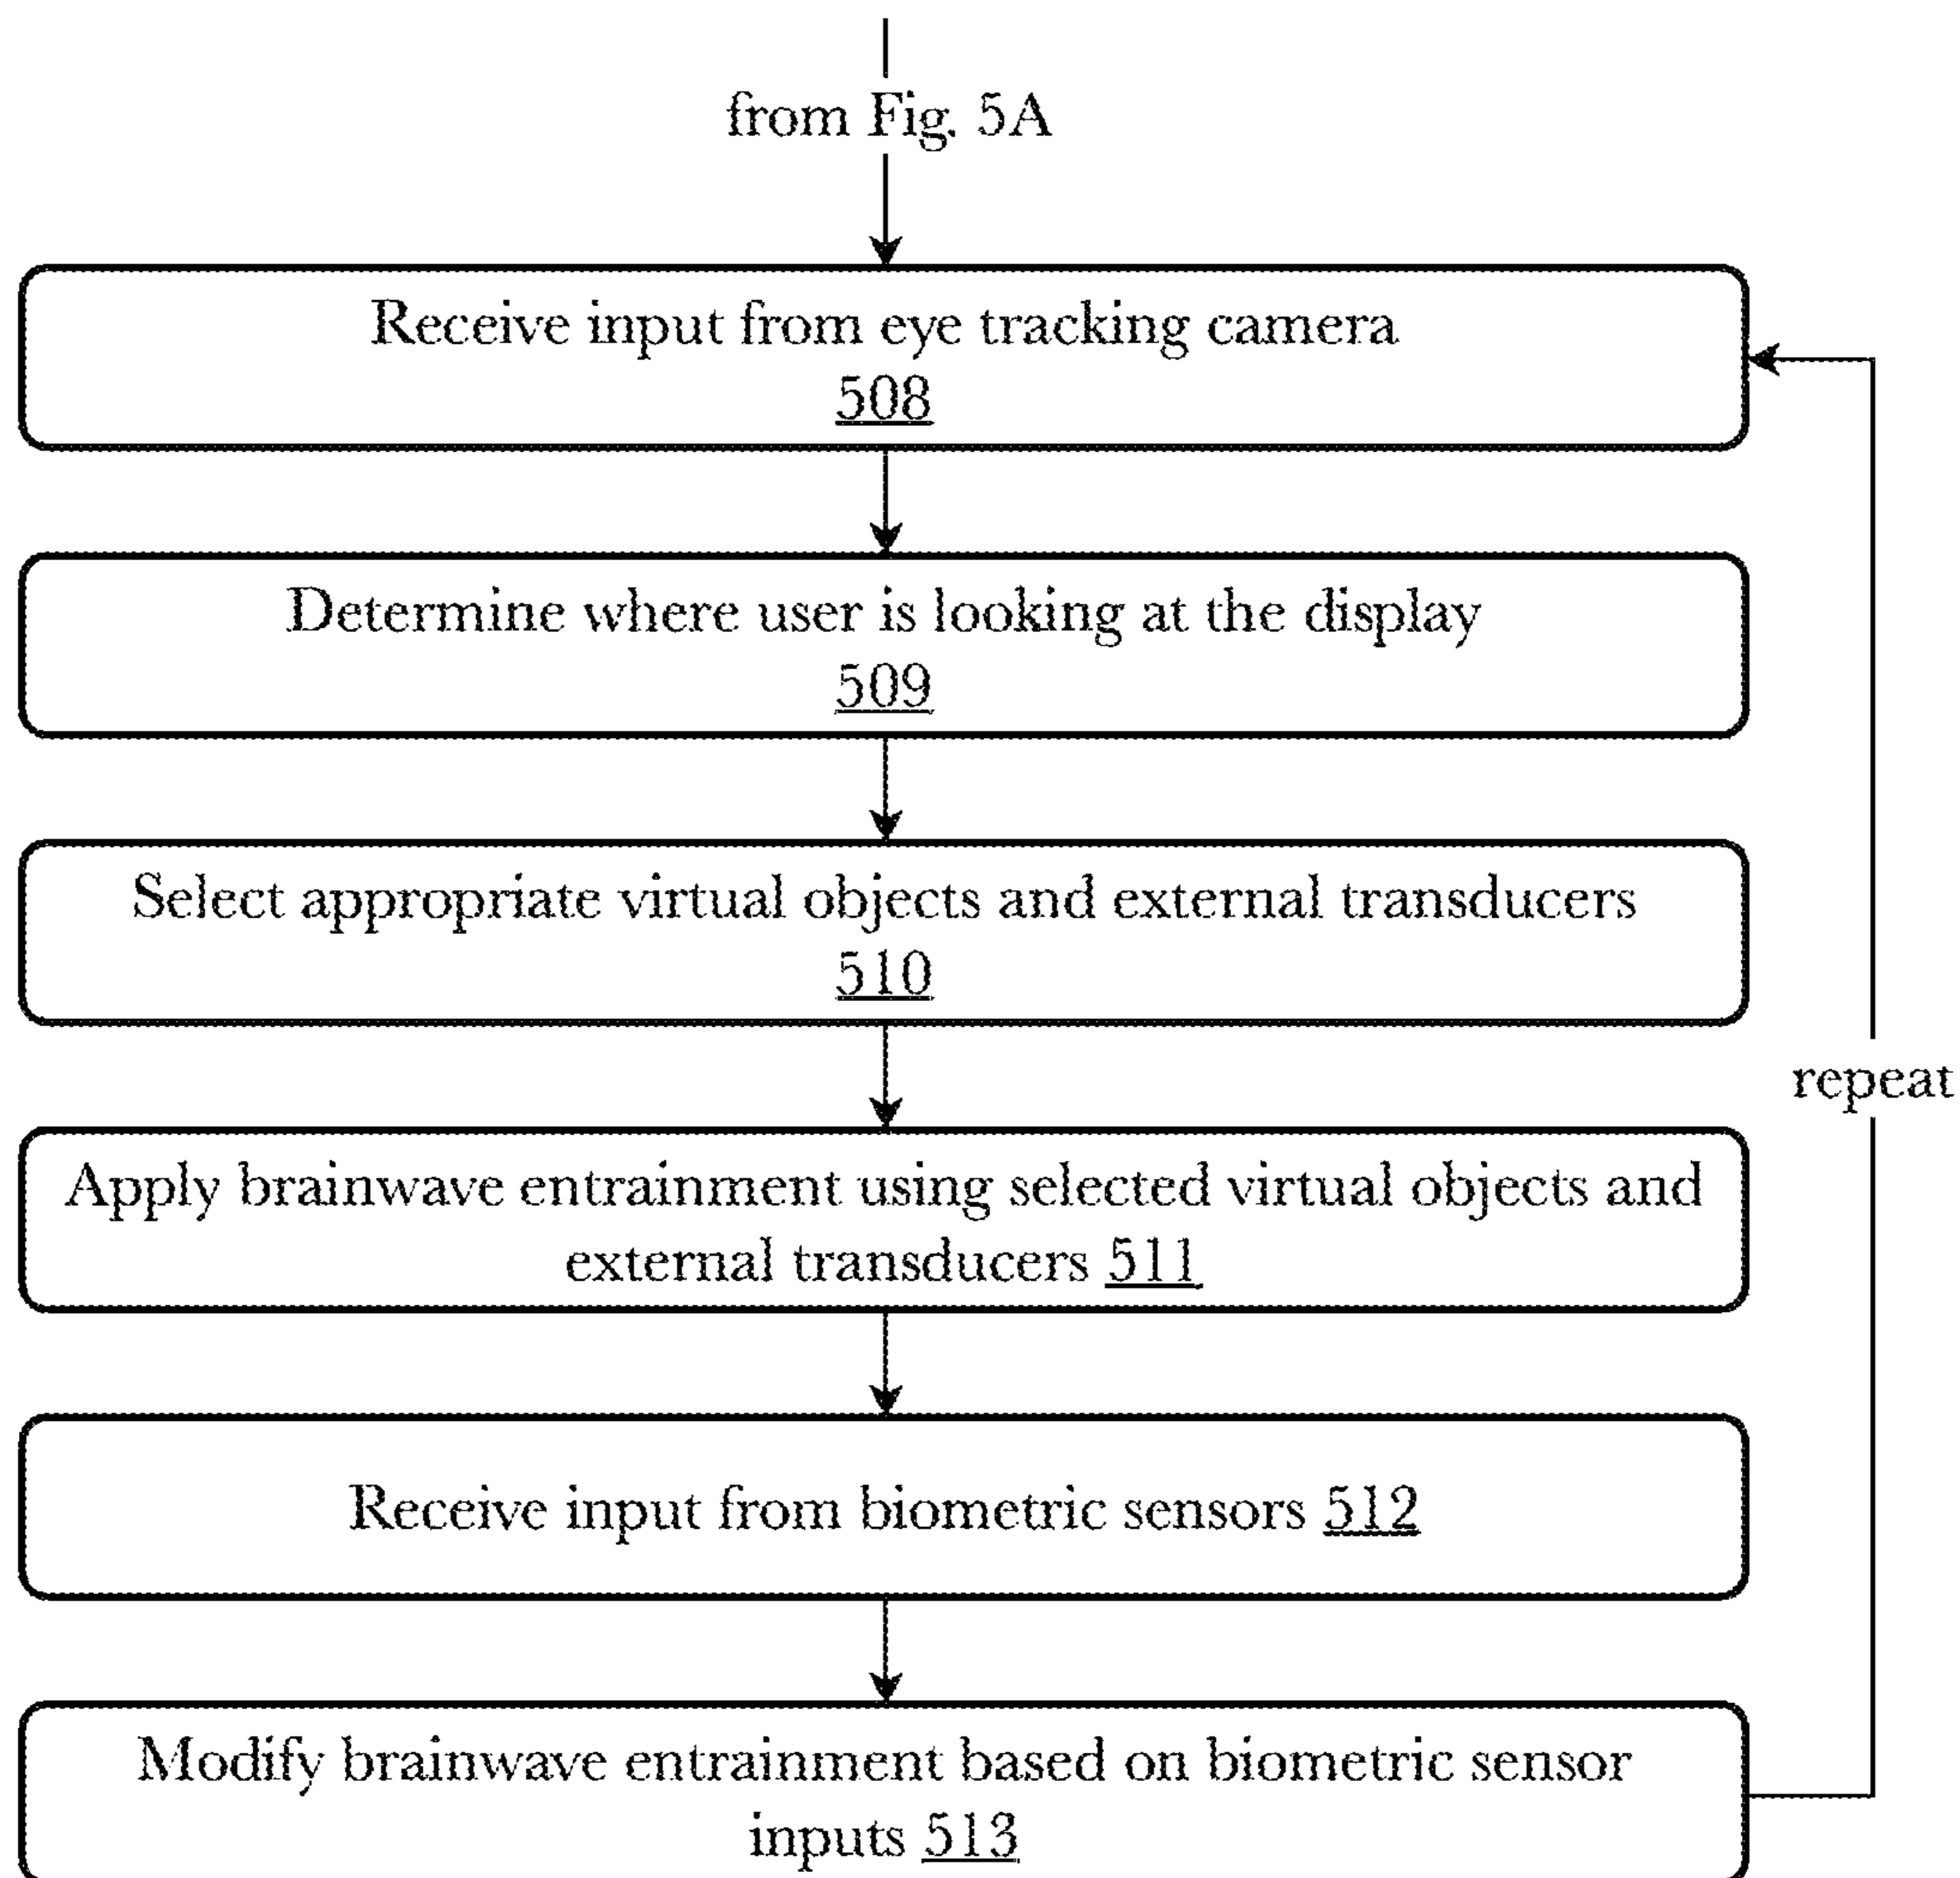 from Fig. 5A
Receive input from eye tracking camera
508
Determine where user is looking at the display
509
Select appropriate virtual objects and external transducers
510
repeat
Apply brainwave entrainment using selected virtual objects and
external transducers 511
Receive input from biometric sensors 512
Modify brainwave entrainment based on biometric sensor
inputs 513